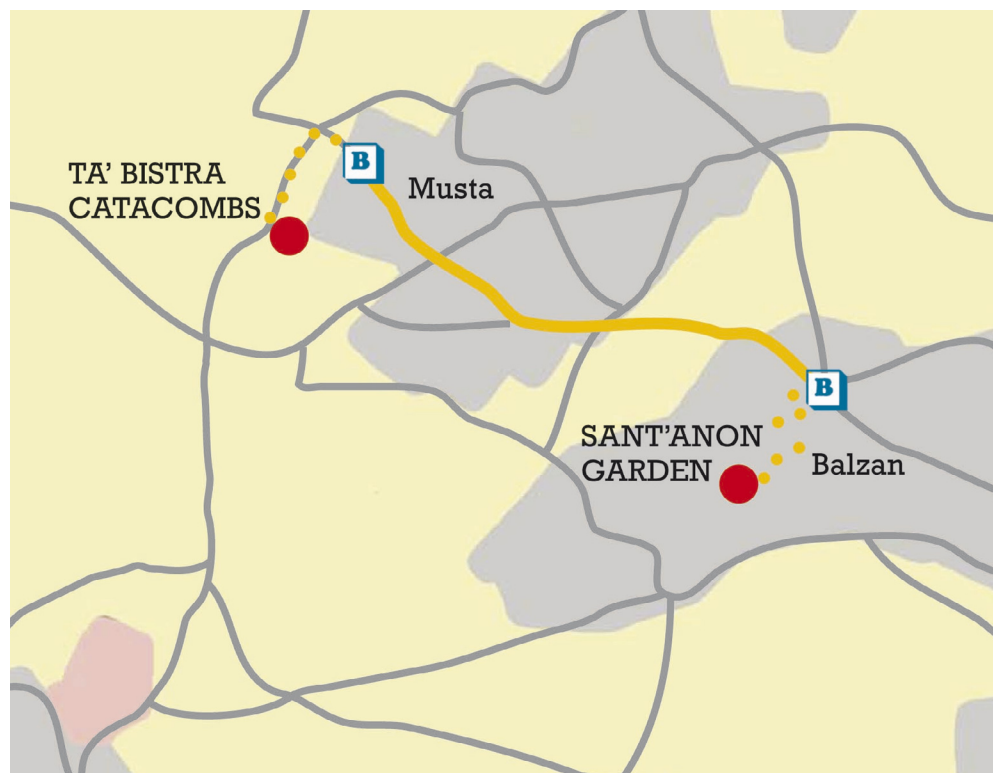 B
TA' BISTRA
CATACOMBS
Musta
B
SANT'ANON
GARDEN
Balzan